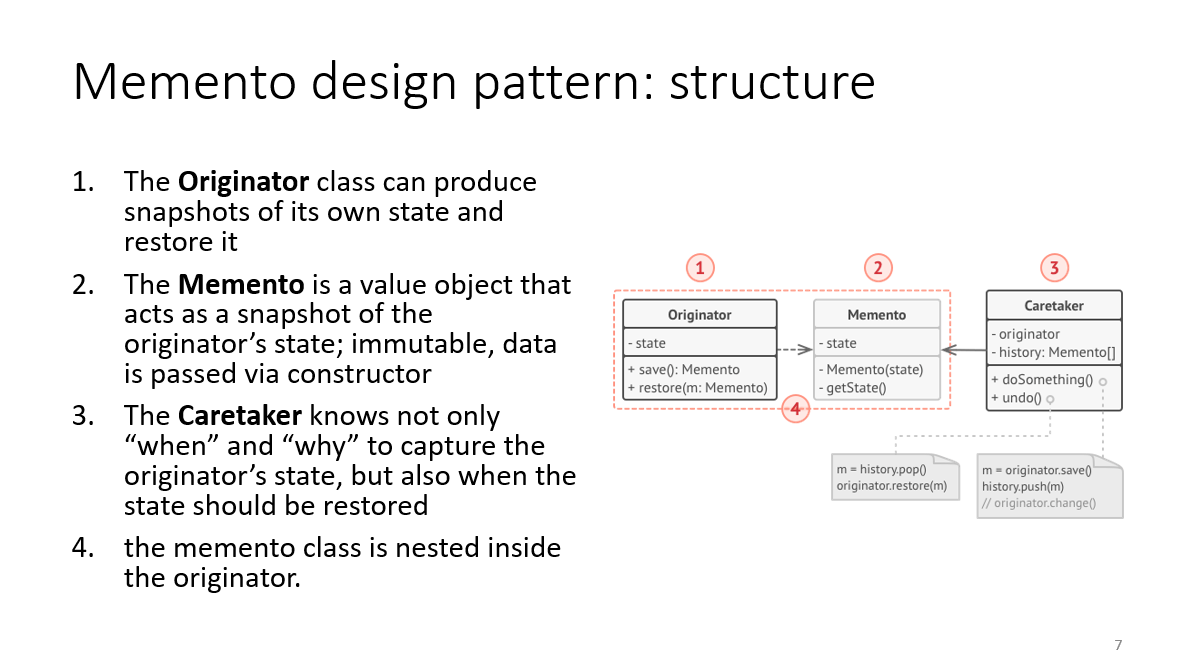 Memento design pattern: structure
1. The Originator class can produce
snapshots of its own state and
restore it
2. The Memento is a value object that
acts as a snapshot of the
originator’s state; immutable, data
is passed via constructor
3. The Caretaker knows not only
“when” and “why” to capture the
originator’s state, but also when the
state should be restored
4. the memento class is nested inside
the originator.
1
2
3
Originator
- state
+ save(): Memento
+ restore(m: Memento)
Memento
- state
- Memento(state)
- getState()
Caretaker
- originator
- history: Memento[]
+ doSomething()
+ undo()
4
m = history.pop()
originator.restore(m)
m = originator.save()
history.push(m)
// originator.change()
7